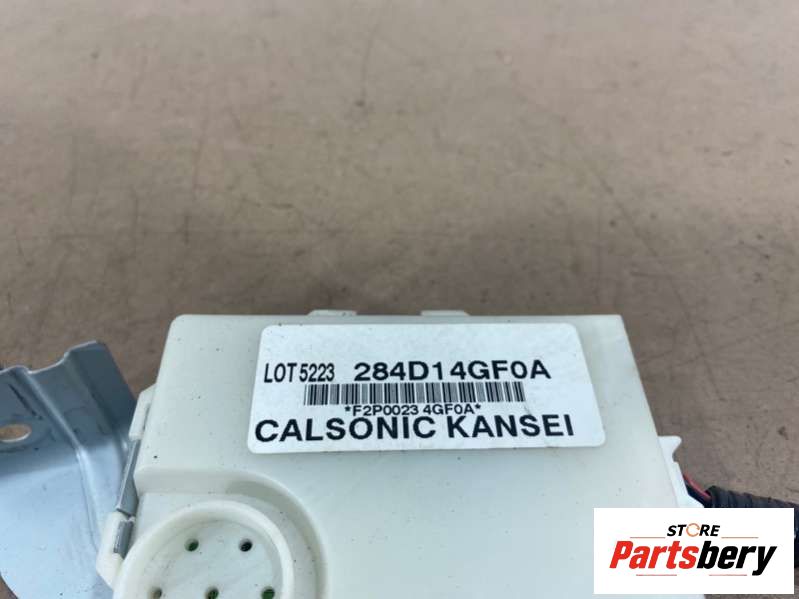 LOT 5223 284D14GF0A
*F2P0023 4GF0A*
CALSONIC KANSEI
STORE
Partsbery